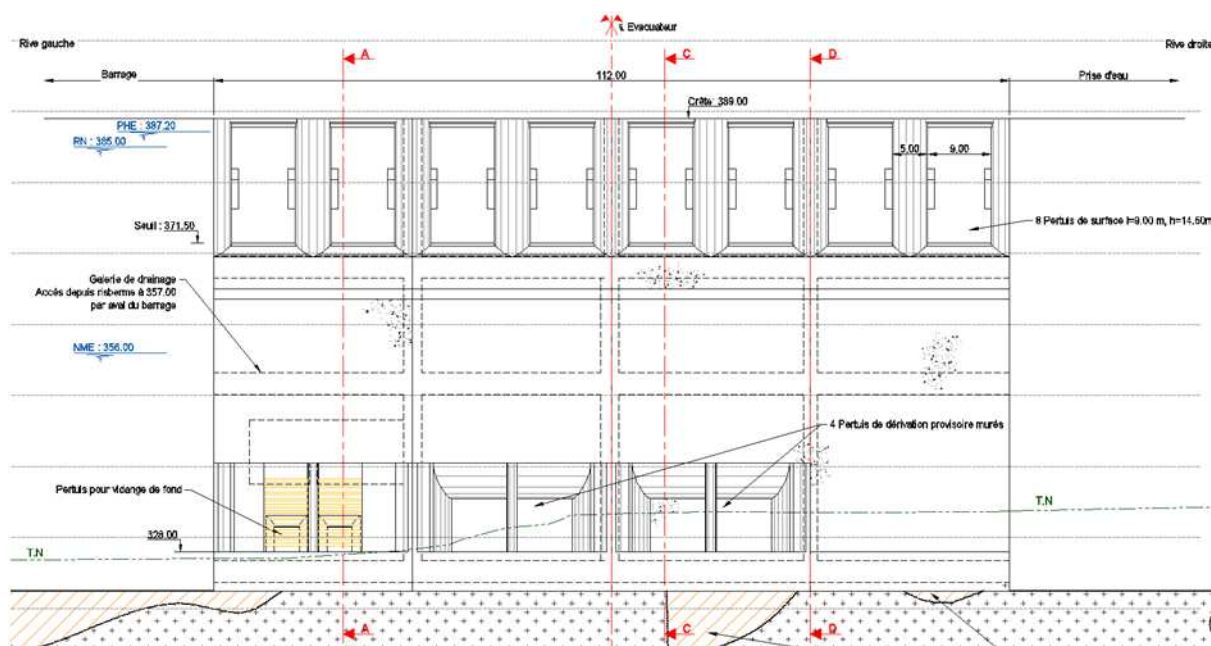 ℄ Evacuateur
Rive gauche
Rive droite
A
C
D
Barrage
112.00
Prise d'eau
Crête: 389.00
PHE : 387.20
RN : 385.00
5.00
9.00
Seuil : 371.50
8 Pertuis de surface l=9.00 m, h=14.50m
Galerie de drainage
Accès depuis risberme à 357.00
par aval du barrage
NME : 356.00
4 Pertuis de dérivation provisoire murés
Pertuis pour vidange de fond
T.N
328.00
T.N
A
C
D